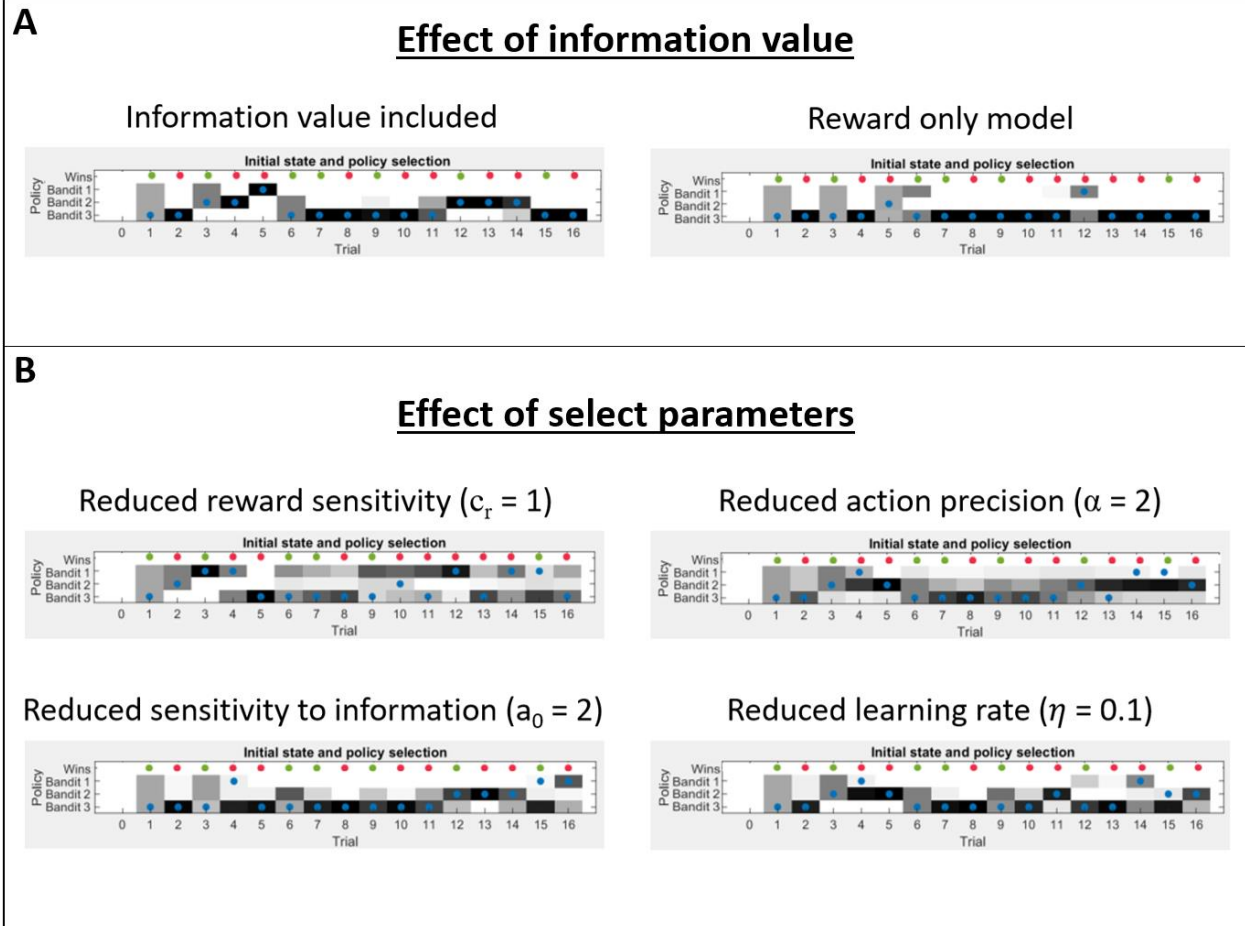 A
Effect of information value
Information value included
Initial state and policy selection
Policy
Wins
Bandit 1
Bandit 2
Bandit 3
0 1 2 3 4 5 6 7 8 9 10 11 12 13 14 15 16
Trial
Reward only model
Initial state and policy selection
Policy
Wins
Bandit 1
Bandit 2
Bandit 3
0 1 2 3 4 5 6 7 8 9 10 11 12 13 14 15 16
Trial
B
Effect of select parameters
Reduced reward sensitivity (cᵣ = 1)
Initial state and policy selection
Policy
Wins
Bandit 1
Bandit 2
Bandit 3
0 1 2 3 4 5 6 7 8 9 10 11 12 13 14 15 16
Trial
Reduced action precision (α = 2)
Initial state and policy selection
Policy
Wins
Bandit 1
Bandit 2
Bandit 3
0 1 2 3 4 5 6 7 8 9 10 11 12 13 14 15 16
Trial
Reduced sensitivity to information (a₀ = 2)
Initial state and policy selection
Policy
Wins
Bandit 1
Bandit 2
Bandit 3
0 1 2 3 4 5 6 7 8 9 10 11 12 13 14 15 16
Trial
Reduced learning rate (η = 0.1)
Initial state and policy selection
Policy
Wins
Bandit 1
Bandit 2
Bandit 3
0 1 2 3 4 5 6 7 8 9 10 11 12 13 14 15 16
Trial